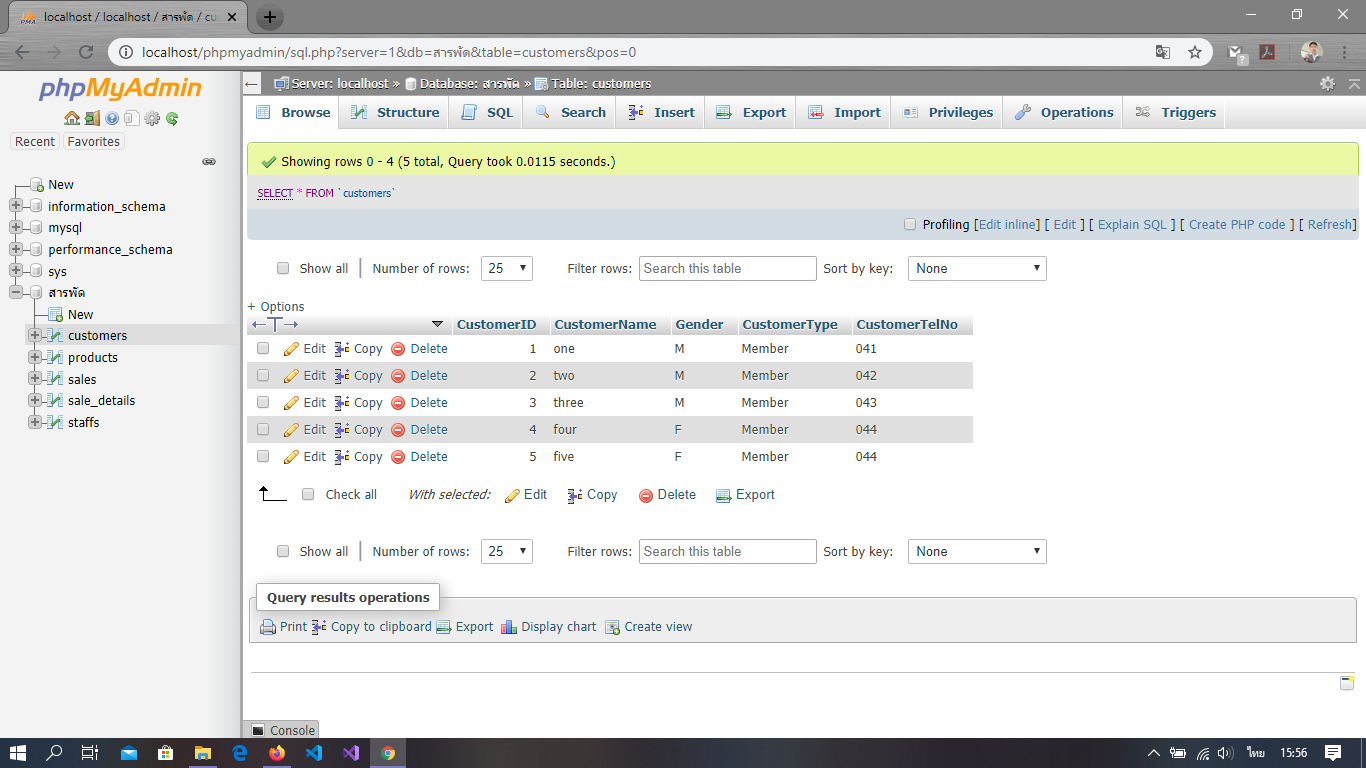 localhost / localhost / สารพัด / cu
localhost/phpmyadmin/sql.php?server=1&db=สารพัด&table=customers&pos=0
phpMyAdmin
Recent Favorites
New
information_schema
mysql
performance_schema
sys
สารพัด
New
customers
products
sales
sale_details
staffs
Server: localhost » Database: สารพัด » Table: customers
Browse Structure SQL Search Insert Export Import Privileges Operations Triggers
Showing rows 0 - 4 (5 total, Query took 0.0115 seconds.)
SELECT * FROM `customers`
Profiling [Edit inline] [ Edit ] [ Explain SQL ] [ Create PHP code ] [ Refresh]
Show all | Number of rows: 25 Filter rows: Search this table Sort by key: None
+ Options
←T→ CustomerID CustomerName Gender CustomerType CustomerTelNo
Edit Copy Delete 1 one M Member 041
Edit Copy Delete 2 two M Member 042
Edit Copy Delete 3 three M Member 043
Edit Copy Delete 4 four F Member 044
Edit Copy Delete 5 five F Member 044
Check all With selected: Edit Copy Delete Export
Show all | Number of rows: 25 Filter rows: Search this table Sort by key: None
Query results operations
Print Copy to clipboard Export Display chart Create view
Console
ไทย 15:56